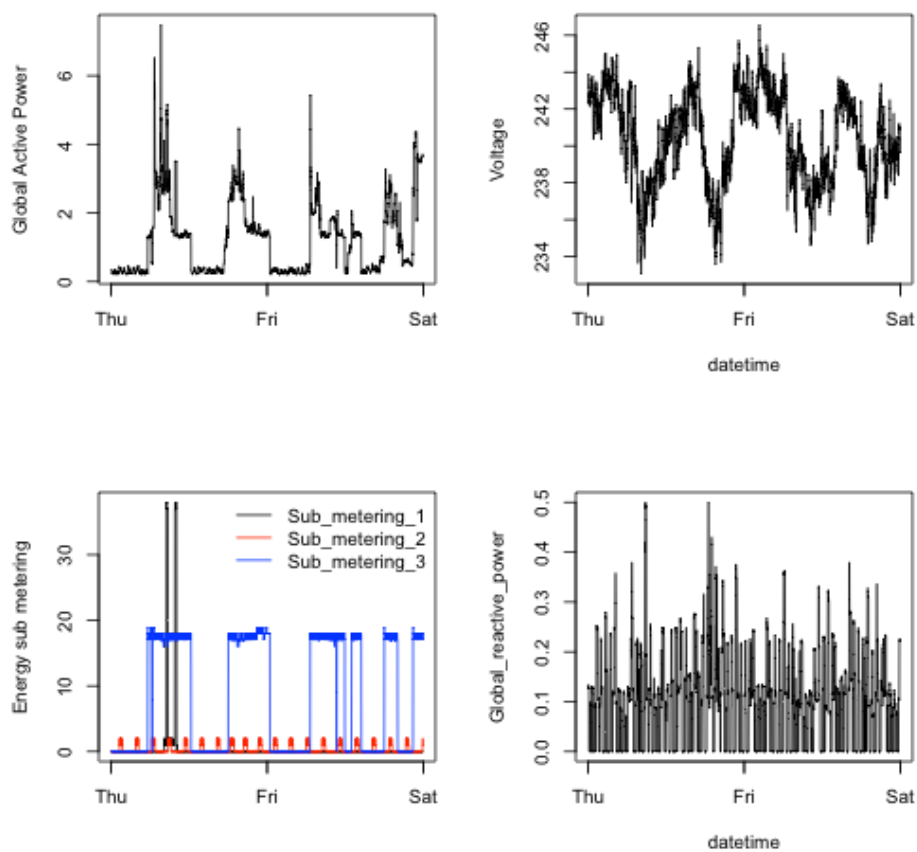 Global Active Power
0
2
4
6
Thu
Fri
Sat
Voltage
234
238
242
246
Thu
Fri
Sat
datetime
Energy sub metering
0
10
20
30
Sub_metering_1
Sub_metering_2
Sub_metering_3
Thu
Fri
Sat
Global_reactive_power
0.0
0.1
0.2
0.3
0.4
0.5
Thu
Fri
Sat
datetime